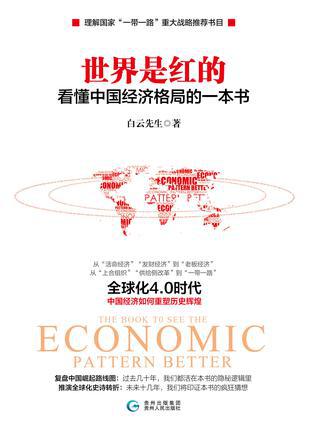 理解国家“一带一路”重大战略推荐书目
世界是红的
看懂中国经济格局的一本书
白云先生 著
ECONOMIC
PATTERN BETTER
从“活命经济”“发财经济”到“老板经济”
从“上合组织”“供给侧改革”到“一带一路”
全球化4.0时代
中国经济如何重塑历史辉煌
THE BOOK TO SEE THE
ECONOMIC
PATTERN BETTER
复盘中国崛起路线图：过去几十年，我们都活在本书的隐秘逻辑里
推演全球化史诗转折：未来十几年，我们将印证本书的疯狂猜想
贵州出版集团
贵州人民出版社